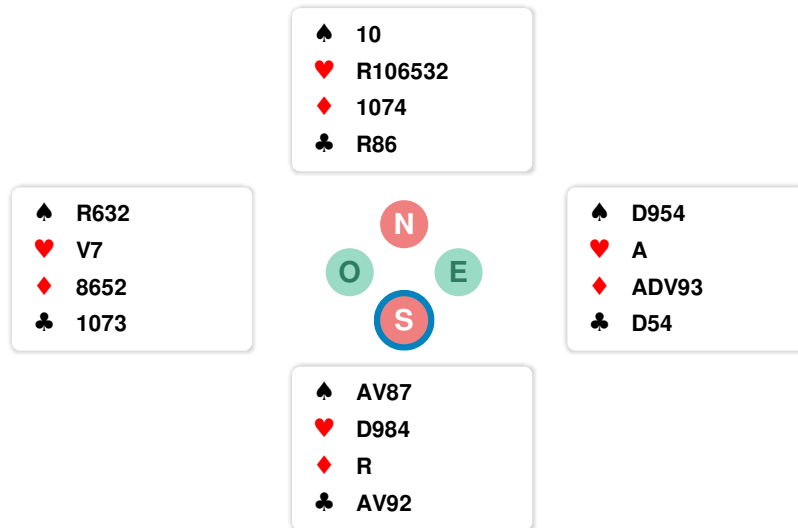 ♠ 10
♥ R106532
♦ 1074
♣ R86
♠ R632
♥ V7
♦ 8652
♣ 1073
N
O E
S
♠ D954
♥ A
♦ ADV93
♣ D54
♠ AV87
♥ D984
♦ R
♣ AV92